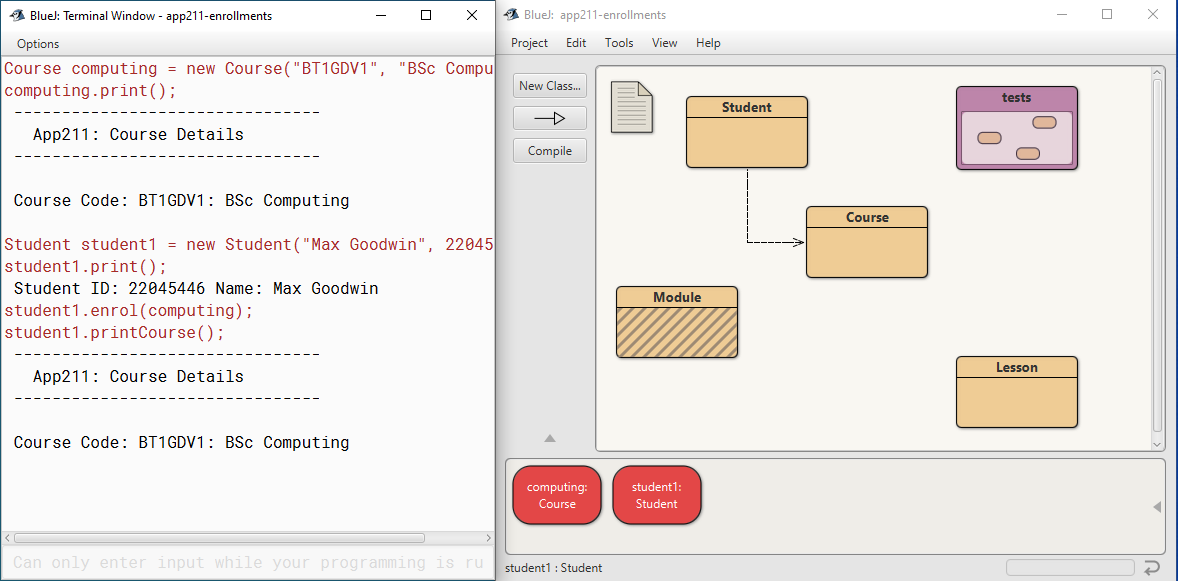 BlueJ: Terminal Window - app211-enrollments
Options
Course computing = new Course("BT1GDV1", "BSc Compu
computing.print();
--------------------------------
App211: Course Details
--------------------------------
Course Code: BT1GDV1: BSc Computing
Student student1 = new Student("Max Goodwin", 22045
student1.print();
Student ID: 22045446 Name: Max Goodwin
student1.enrol(computing);
student1.printCourse();
--------------------------------
App211: Course Details
--------------------------------
Course Code: BT1GDV1: BSc Computing
Can only enter input while your programming is ru
BlueJ: app211-enrollments
Project Edit Tools View Help
New Class...
Compile
Student
tests
Course
Module
Lesson
computing:
Course
student1:
Student
student1 : Student